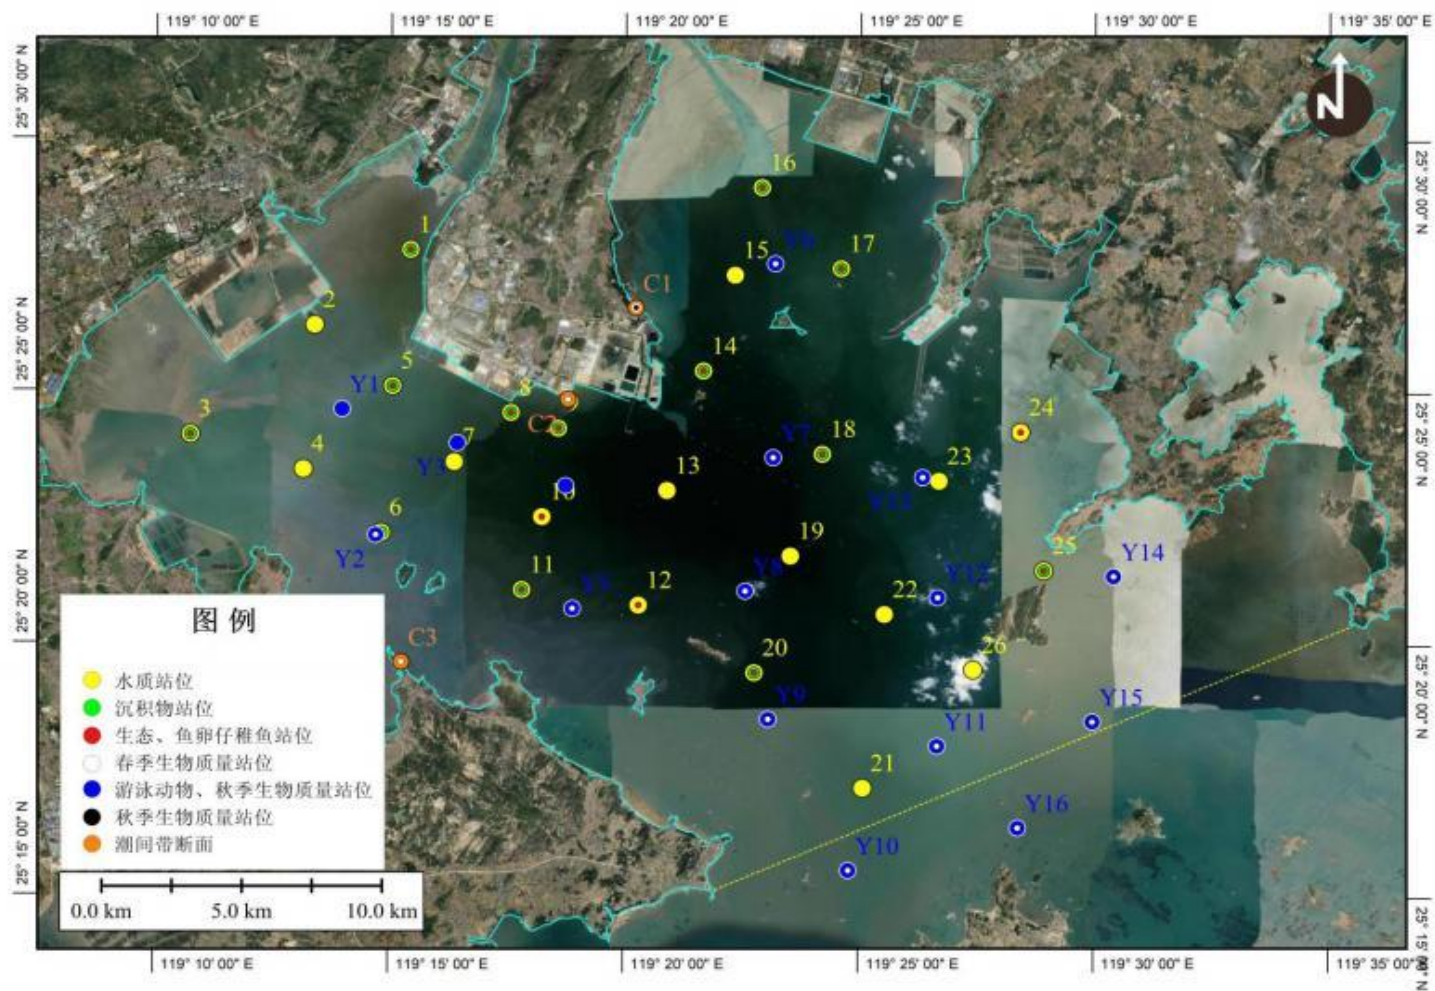 119° 10' 00" E
119° 15' 00" E
119° 20' 00" E
119° 25' 00" E
119° 30' 00" E
119° 35' 00" E
25° 30' 00" N
25° 25' 00" N
25° 20' 00" N
25° 15' 00" N
N
16
1
15
Y6
17
C1
2
14
5
Y1
8
3
C2
24
7
18
Y7
4
Y3
13
23
Y13
10
6
19
Y2
11
Y8
25
Y14
Y5
12
Y12
22
图例
C3
20
26
水质站位
沉积物站位
Y9
Y11
Y15
生态、鱼卵仔稚鱼站位
春季生物质量站位
21
游泳动物、秋季生物质量站位
秋季生物质量站位
Y16
潮间带断面
Y10
0.0 km
5.0 km
10.0 km
25° 30' 00" N
25° 25' 00" N
25° 20' 00" N
25° 15' 00" N
119° 10' 00" E
119° 15' 00" E
119° 20' 00" E
119° 25' 00" E
119° 30' 00" E
119° 35' 00" E